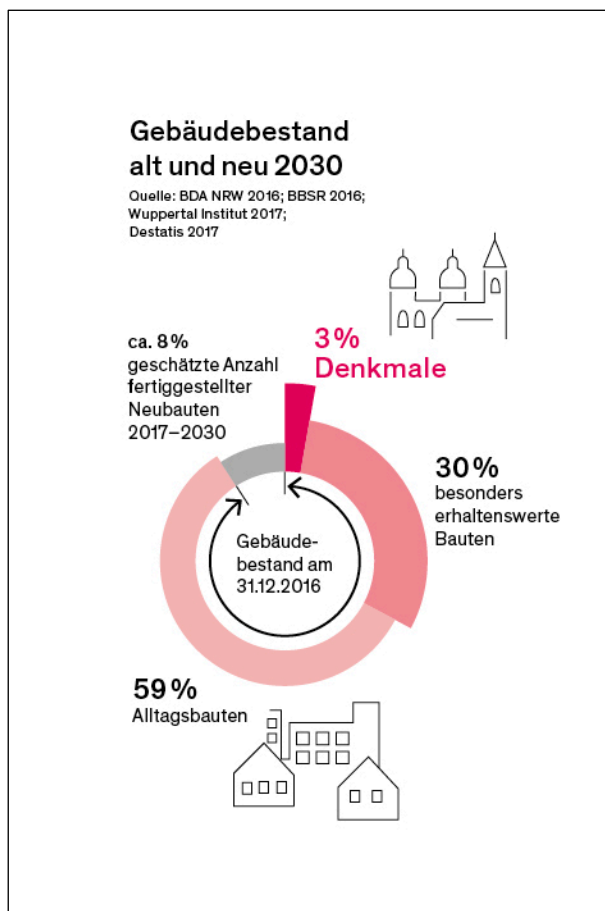 Gebäudebestand
alt und neu 2030
Quelle: BDA NRW 2016; BBSR 2016;
Wuppertal Institut 2017;
Destatis 2017
ca. 8 %
geschätzte Anzahl
fertiggestellter
Neubauten
2017–2030
3 %
Denkmale
30 %
besonders
erhaltenswerte
Bauten
Gebäude-
bestand am
31.12.2016
59 %
Alltagsbauten